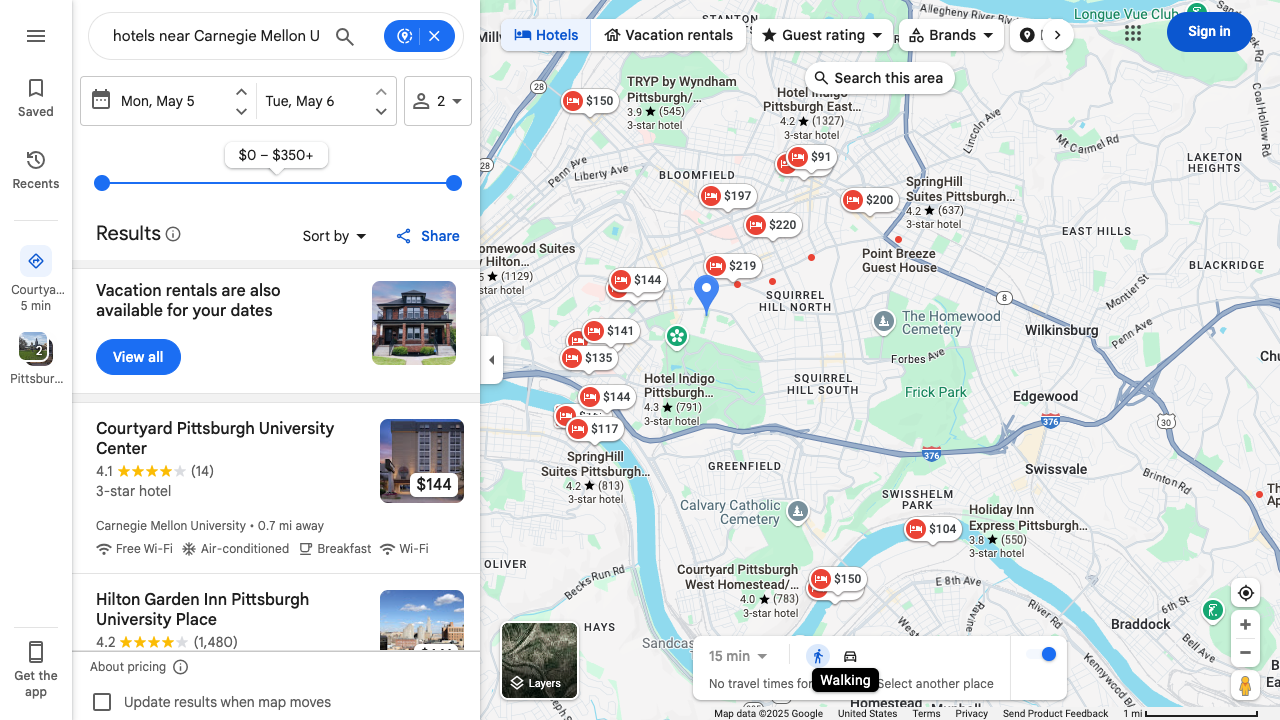 hotels near Carnegie Mellon U
Saved
Recents
Courtya...
5 min
2
Pittsbur...
Get the
app
Mon, May 5
Tue, May 6
2
$0 – $350+
Results
Sort by
Share
Vacation rentals are also
available for your dates
View all
Courtyard Pittsburgh University
Center
4.1 (14)
3-star hotel
$144
Carnegie Mellon University • 0.7 mi away
Free Wi-Fi Air-conditioned Breakfast Wi-Fi
Hilton Garden Inn Pittsburgh
University Place
4.2 (1,480)
About pricing
Update results when map moves
Hotels
Vacation rentals
Guest rating
Brands
Sign in
Search this area
STANTON
Allegheny River
Longue Vue Club
28
TRYP by Wyndham
Pittsburgh/...
3.9 ★ (545)
3-star hotel
$150
Hotel Indigo
Pittsburgh East...
4.2 ★ (1327)
3-star hotel
$91
Lincoln Ave
Mt Carmel Rd
Coal Hollow Rd
LAKETON
HEIGHTS
28
Penn Ave
Liberty Ave
BLOOMFIELD
$197
$200
SpringHill
Suites Pittsburgh...
4.2 ★ (637)
3-star hotel
$220
EAST HILLS
Point Breeze
Guest House
BLACKRIDGE
omewood Suites
y Hilton...
5 ★ (1129)
3-star hotel
$219
$144
SQUIRREL
HILL NORTH
8
Montier St
Penn Ave
The Homewood
Cemetery
Wilkinsburg
$141
$135
Forbes Ave
Chu
Hotel Indigo
Pittsburgh...
4.3 ★ (791)
3-star hotel
SQUIRREL
HILL SOUTH
Frick Park
Edgewood
$144
$117
376
30
376
SpringHill
Suites Pittsburgh...
4.2 ★ (813)
3-star hotel
GREENFIELD
Swissvale
Brinton Rd
SWISSHELM
PARK
Calvary Catholic
Cemetery
Holiday Inn
Express Pittsburgh...
3.8 ★ (550)
3-star hotel
$104
OLIVER
Becks Run Rd
Courtyard Pittsburgh
West Homestead/...
4.0 ★ (783)
3-star hotel
$150
E 8th Ave
River Rd
6th St
Braddock
Bell Ave
Kennywood Blvd
HAYS
Sandcas
Layers
15 min
No travel times for
Select another place
Walking
Homestead
Map data ©2025 Google
United States
Terms
Privacy
Send Product Feedback
1 mi